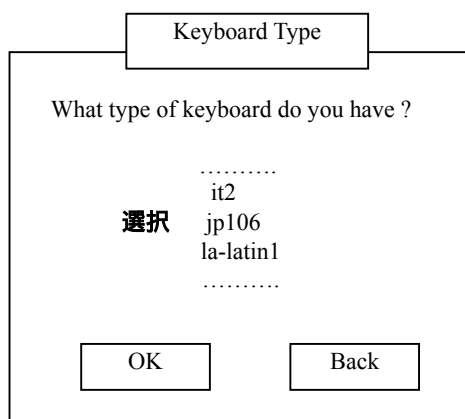 Keyboard Type
What type of keyboard do you have ?
..........
it2
選択 jp106
la-latin1
..........
OK Back